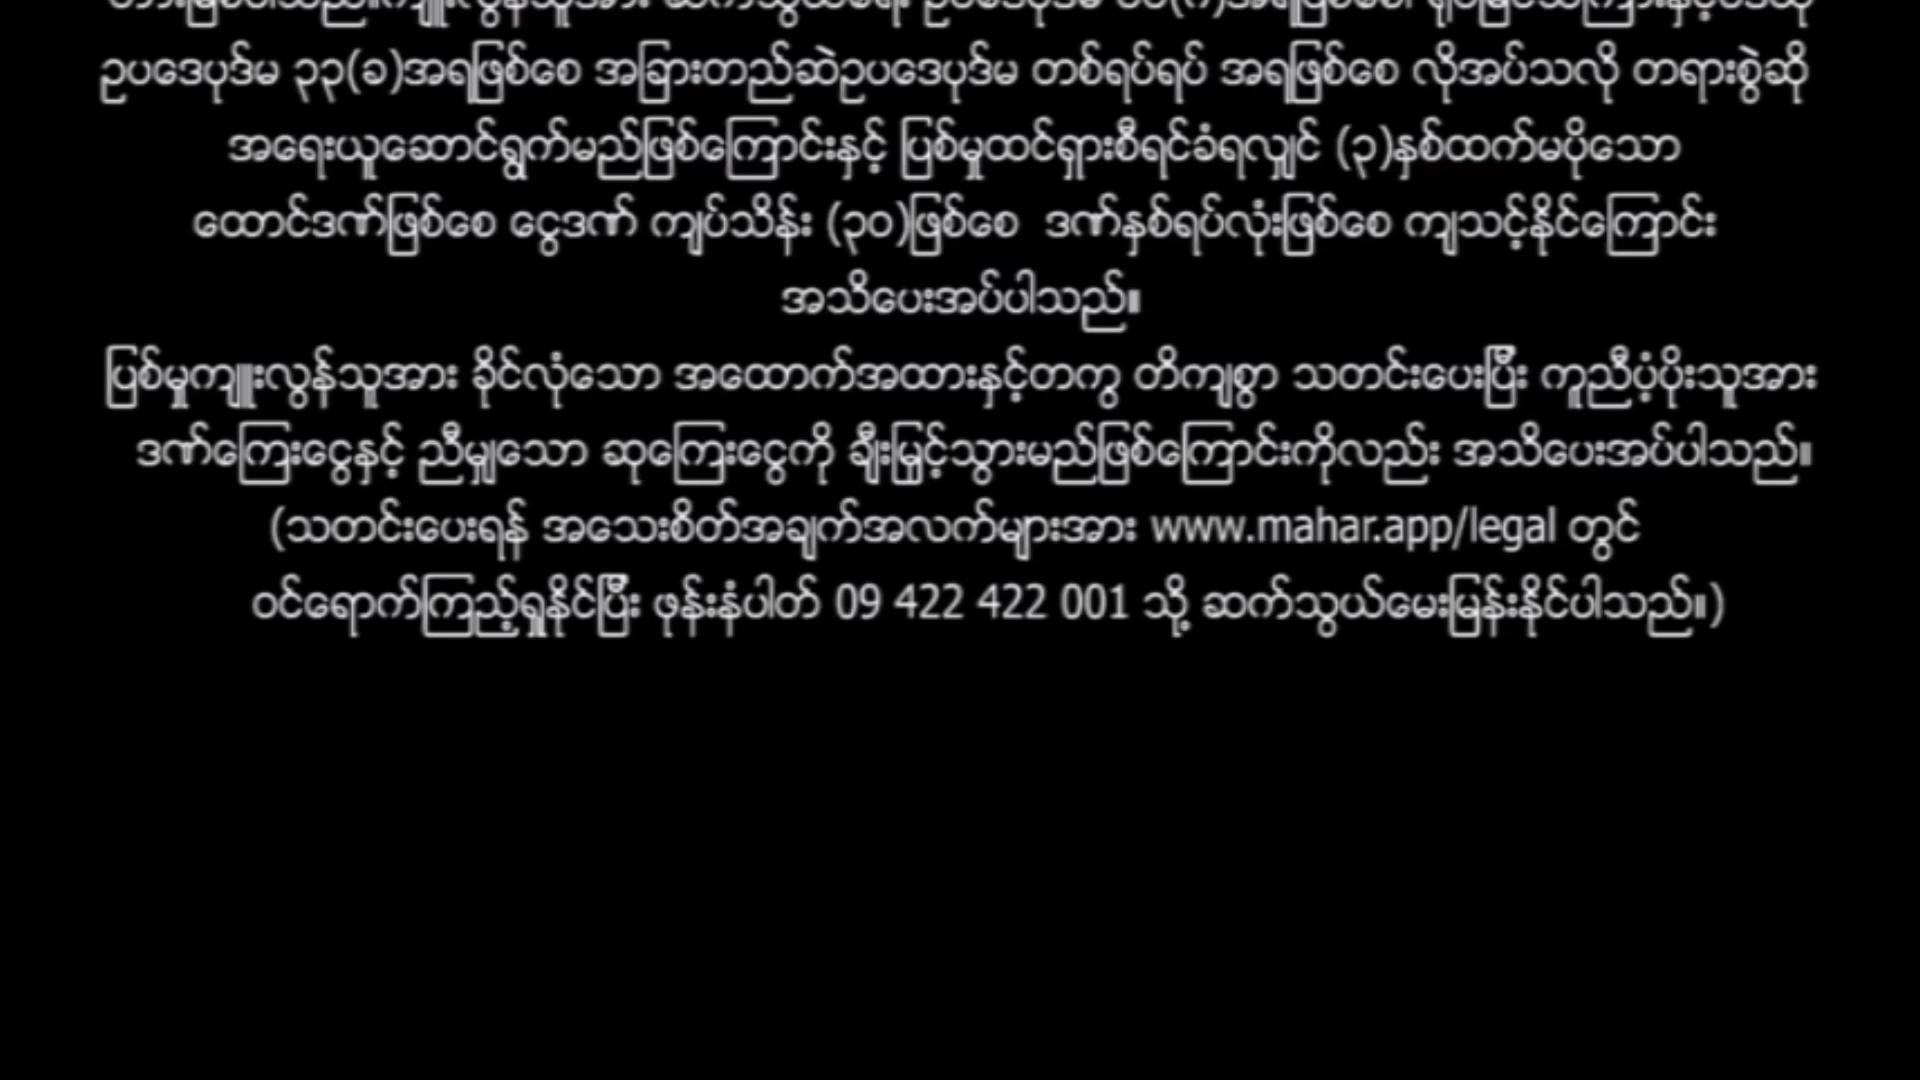 ဥပဒေပုဒ်မ ၃၃(ခ)အရဖြစ်စေ အခြားတည်ဆဲဥပဒေပုဒ်မ တစ်ရပ်ရပ် အရဖြစ်စေ လိုအပ်သလို တရားစွဲဆို
အရေးယူဆောင်ရွက်မည်ဖြစ်ကြောင်းနှင့် ပြစ်မှုထင်ရှားစီရင်ခံရလျှင် (၃)နှစ်ထက်မပိုသော
ထောင်ဒဏ်ဖြစ်စေ ငွေဒဏ် ကျပ်သိန်း (၃၀)ဖြစ်စေ ဒဏ်နှစ်ရပ်လုံးဖြစ်စေ ကျသင့်နိုင်ကြောင်း
အသိပေးအပ်ပါသည်။
ပြစ်မှုကျူးလွန်သူအား ခိုင်လုံသော အထောက်အထားနှင့်တကွ တိကျစွာ သတင်းပေးပြီး ကူညီပံ့ပိုးသူအား
ဒဏ်ကြေးငွေနှင့် ညီမျှသော ဆုကြေးငွေကို ချီးမြှင့်သွားမည်ဖြစ်ကြောင်းကိုလည်း အသိပေးအပ်ပါသည်။
(သတင်းပေးရန် အသေးစိတ်အချက်အလက်များအား www.mahar.app/legal တွင်
ဝင်ရောက်ကြည့်ရှုနိုင်ပြီး ဖုန်းနံပါတ် 09 422 422 001 သို့ ဆက်သွယ်မေးမြန်းနိုင်ပါသည်။)